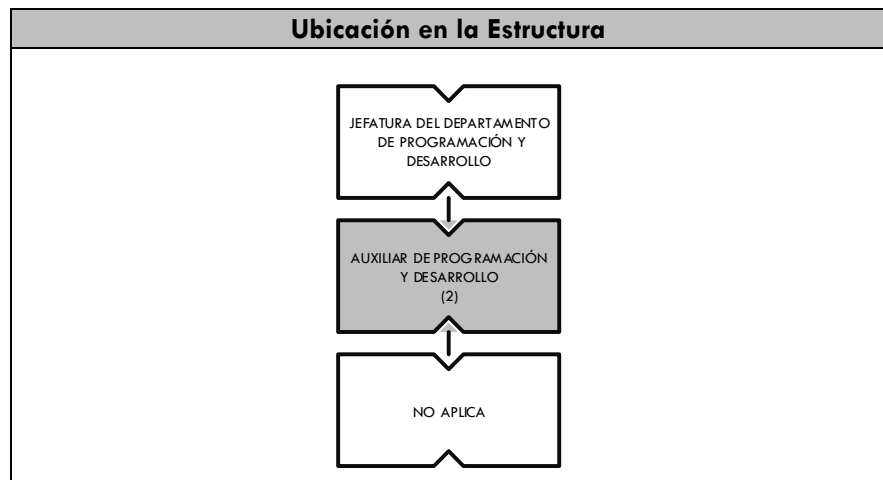 Ubicación en la Estructura
JEFATURA DEL DEPARTAMENTO
DE PROGRAMACIÓN Y
DESARROLLO
AUXILIAR DE PROGRAMACIÓN
Y DESARROLLO
(2)
NO APLICA